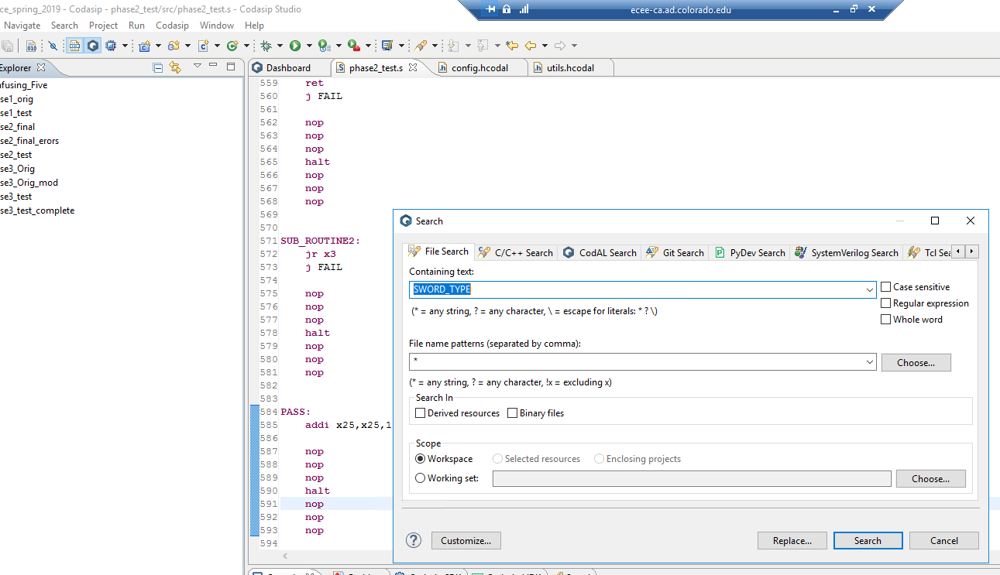 ce_spring_2019 - Codasip - phase2_test/src/phase2_test.s - Codasip Studio
ecee-ca.ad.colorado.edu
Navigate Search Project Run Codasip Window Help
Explorer
Dashboard phase2_test.s config.hcodal utils.hcodal
nfusing_Five
se1_orig
se1_test
se2_final
se2_final_erors
se2_test
se3_Orig
se3_Orig_mod
se3_test
se3_test_complete
559 ret
560 j FAIL
561
562 nop
563 nop
564 nop
565 halt
566 nop
567 nop
568 nop
569
570
571 SUB_ROUTINE2:
572 jr x3
573 j FAIL
574
575 nop
576 nop
577 nop
578 halt
579 nop
580 nop
581 nop
582
583
584 PASS:
585 addi x25,x25,1
586
587 nop
588 nop
589 nop
590 halt
591 nop
592 nop
593 nop
594
Search
File Search C/C++ Search CodAL Search Git Search PyDev Search SystemVerilog Search Tcl Sea
Containing text:
SWORD_TYPE
Case sensitive
(* = any string, ? = any character, \ = escape for literals: * ? \)
Regular expression
Whole word
File name patterns (separated by comma):
*
Choose...
(* = any string, ? = any character, !x = excluding x)
Search In
Derived resources Binary files
Scope
Workspace Selected resources Enclosing projects
Working set: Choose...
Customize... Replace... Search Cancel